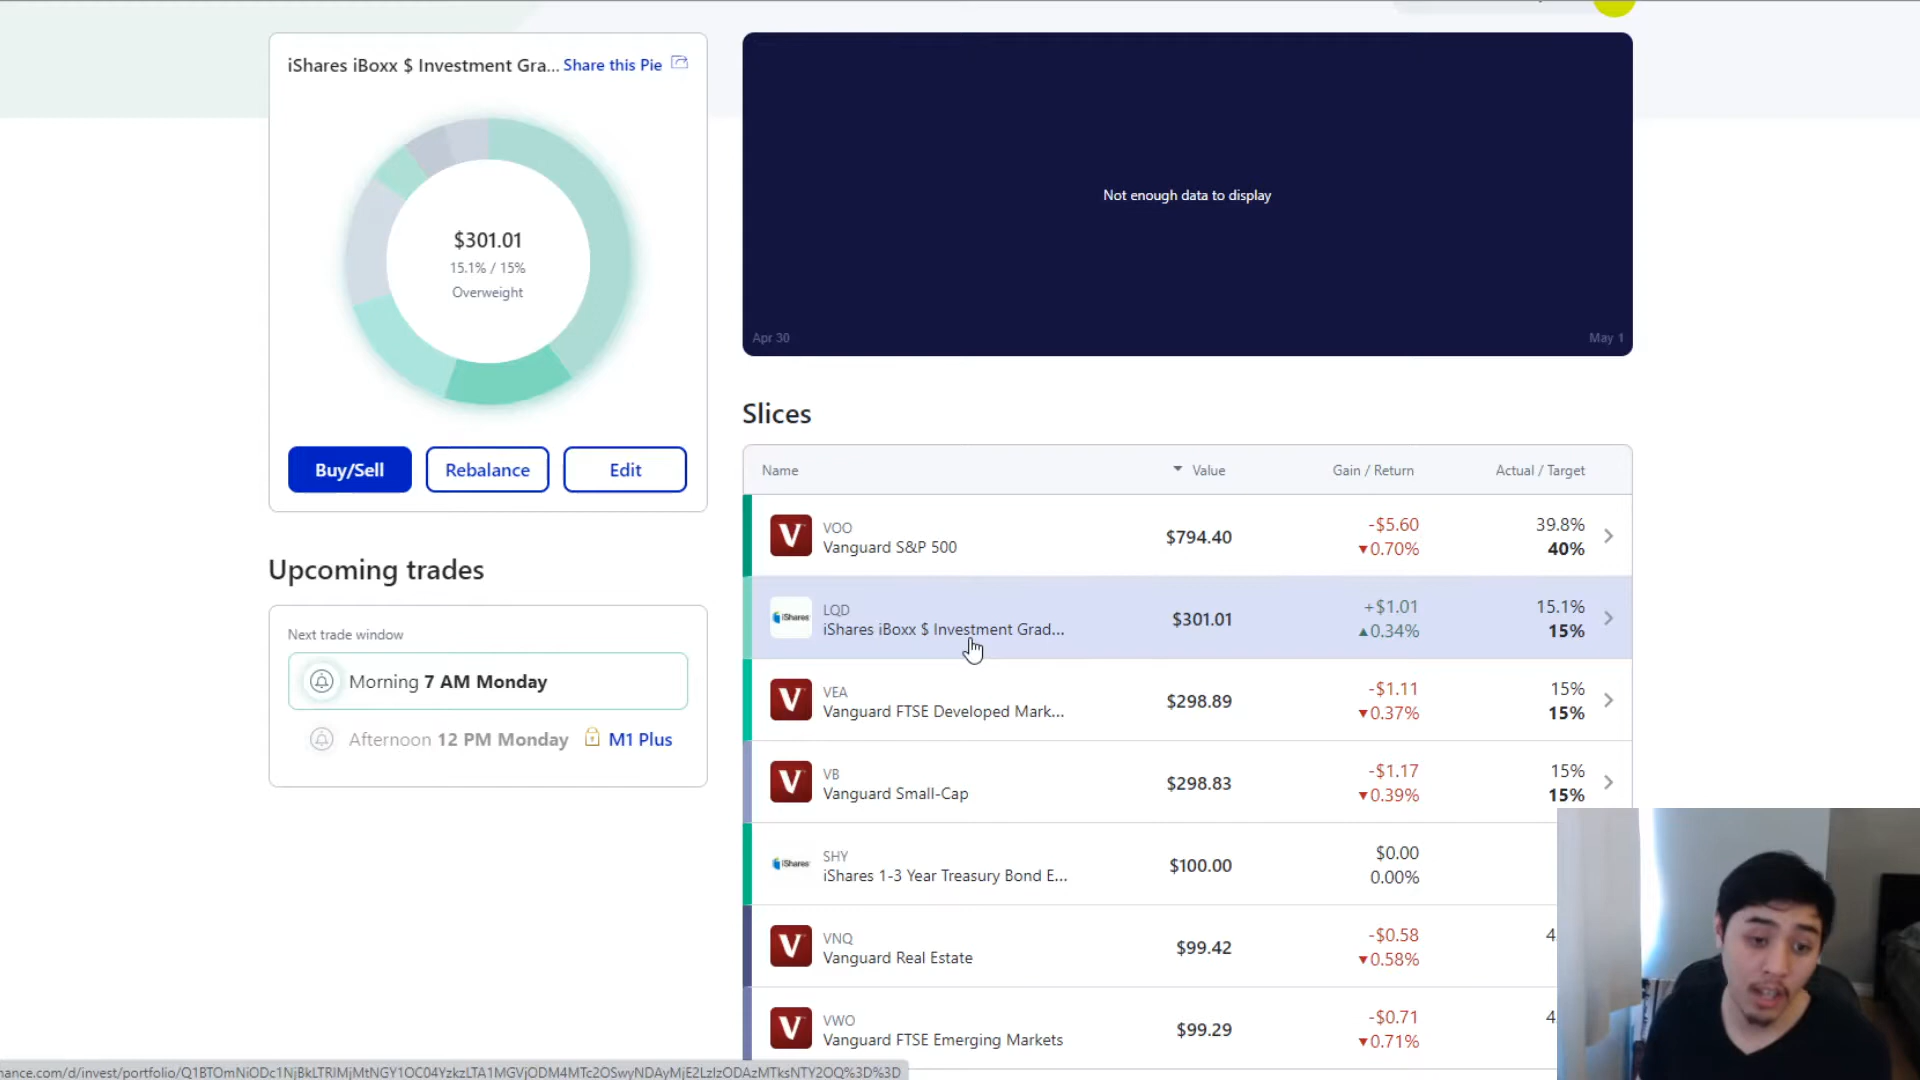 iShares iBoxx $ Investment Gra... Share this Pie
$301.01
15.1% / 15%
Overweight
Buy/Sell
Rebalance
Edit
Upcoming trades
Next trade window
Morning 7 AM Monday
Afternoon 12 PM Monday M1 Plus
Not enough data to display
Apr 30
May 1
Slices
Name Value Gain / Return Actual / Target
VOO
Vanguard S&P 500
$794.40
-$5.60
▼0.70%
39.8%
40%
iShares
LQD
iShares iBoxx $ Investment Grad...
$301.01
+$1.01
▲0.34%
15.1%
15%
VEA
Vanguard FTSE Developed Mark...
$298.89
-$1.11
▼0.37%
15%
15%
VB
Vanguard Small-Cap
$298.83
-$1.17
▼0.39%
15%
15%
iShares
SHY
iShares 1-3 Year Treasury Bond E...
$100.00
$0.00
0.00%
VNQ
Vanguard Real Estate
$99.42
-$0.58
▼0.58%
4
VWO
Vanguard FTSE Emerging Markets
$99.29
-$0.71
▼0.71%
4